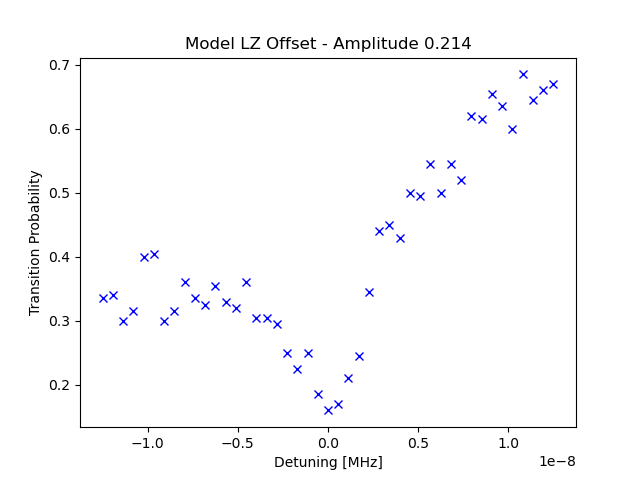 Model LZ Offset - Amplitude 0.214
0.7
0.6
0.5
0.4
0.3
0.2
Transition Probability
−1.0
−0.5
0.0
0.5
1.0
1e−8
Detuning [MHz]